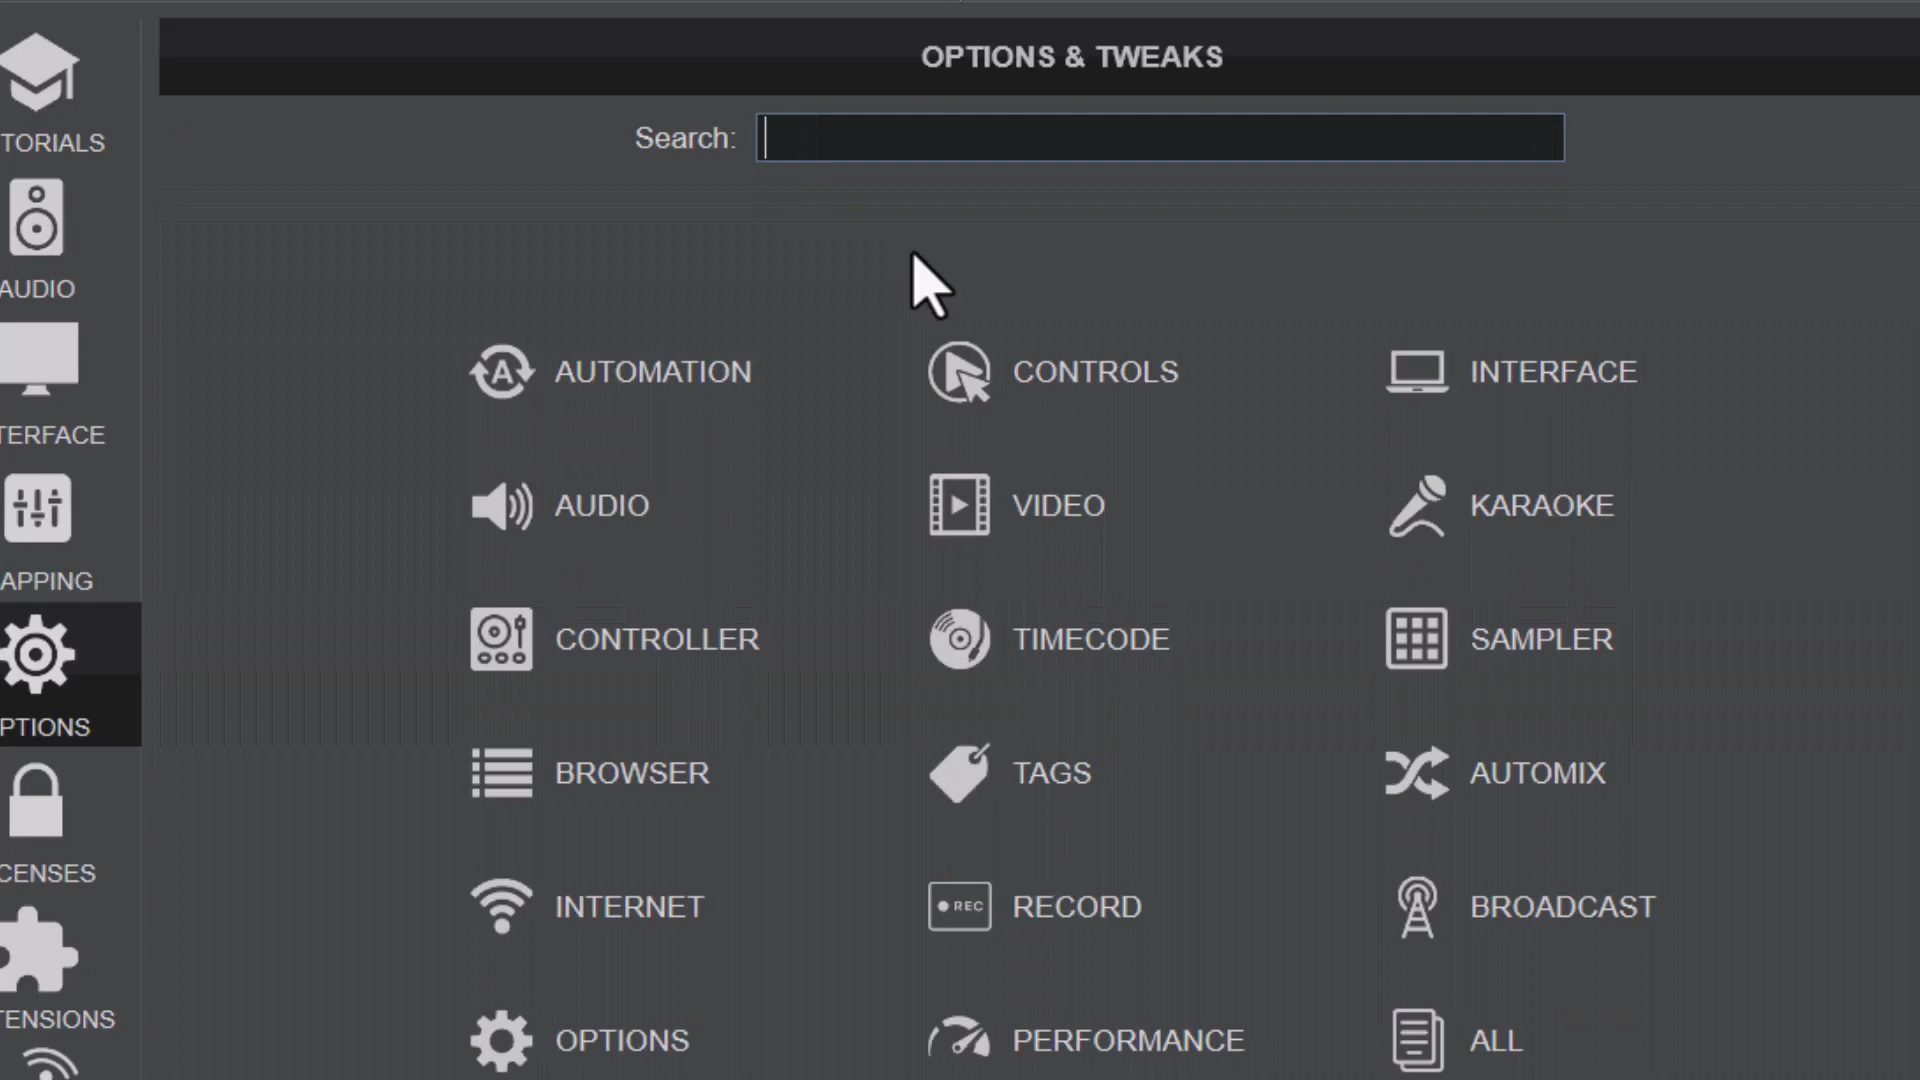 OPTIONS & TWEAKS
Search:
TORIALS
AUDIO
TERFACE
APPING
PTIONS
CENSES
TENSIONS
AUTOMATION
CONTROLS
INTERFACE
AUDIO
VIDEO
KARAOKE
CONTROLLER
TIMECODE
SAMPLER
BROWSER
TAGS
AUTOMIX
INTERNET
REC
RECORD
BROADCAST
OPTIONS
PERFORMANCE
ALL